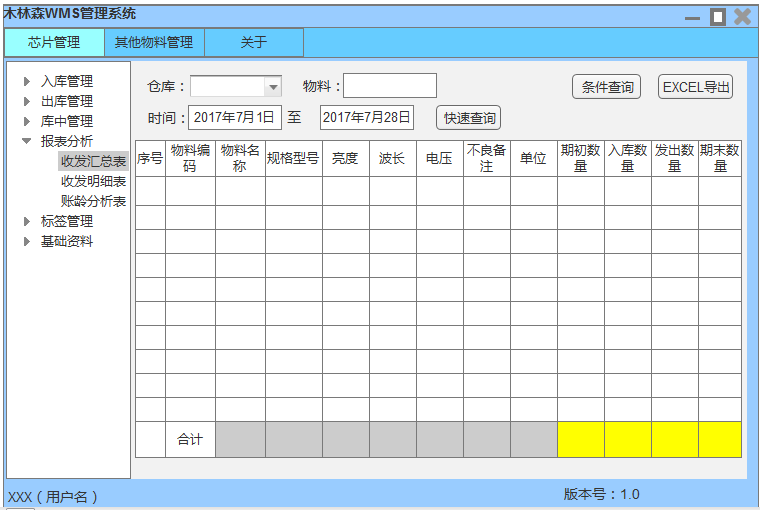 木林森WMS管理系统
芯片管理 其他物料管理 关于
入库管理
出库管理
库中管理
报表分析
收发汇总表
收发明细表
账龄分析表
标签管理
基础资料
仓库： 物料： 条件查询 EXCEL导出
时间： 2017年7月1日 至 2017年7月28日 快速查询
序号 物料编码 物料名称 规格型号 亮度 波长 电压 不良备注 单位 期初数量 入库数量 发出数量 期末数量
合计
XXX（用户名） 版本号：1.0